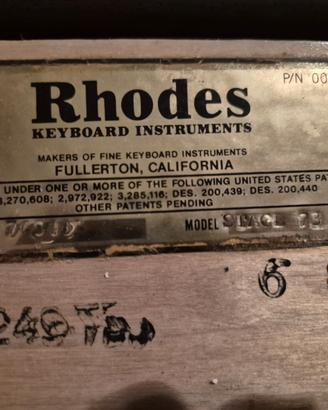 P/N 00
Rhodes
KEYBOARD INSTRUMENTS
MAKERS OF FINE KEYBOARD INSTRUMENTS
FULLERTON, CALIFORNIA
UNDER ONE OR MORE OF THE FOLLOWING UNITED STATES PA
3,270,608; 2,972,922; 3,285,116; DES. 200,439; DES. 200,440
OTHER PATENTS PENDING
MODEL STAGE 73
6